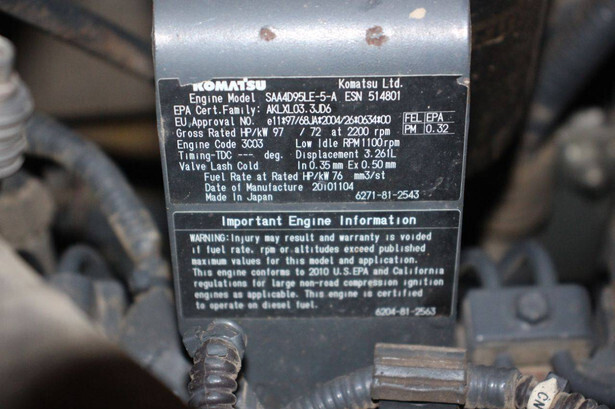 KOMATSU Komatsu Ltd.
Engine Model SAA4D95LE-5-A ESN 514801
EPA Cert.Family: AKLXL03.3JD6
EU,Approval NO. e11*97/68JA*2004/26*0634*00
FEL EPA
PM 0.32
Gross Rated HP/kW 97 / 72 at 2200 rpm
Engine Code 3C03 Low Idle RPM 1100rpm
Timing-TDC --- deg. Displacement 3.261L
Valve Lash Cold In 0.35 mm Ex 0.50 mm
Fuel Rate at Rated HP/kW 76 mm3/st
Date of Manufacture 20101104
Made In Japan 6271-81-2543
Important Engine Information
WARNING: Injury may result and warranty is voided
if fuel rate, rpm or altitudes exceed published
maximum values for this model and application.
This engine conforms to 2010 U.S.EPA and California
regulations for large non-road compression ignition
engines as applicable. This engine is certified
to operate on diesel fuel.
6204-81-2563
CN